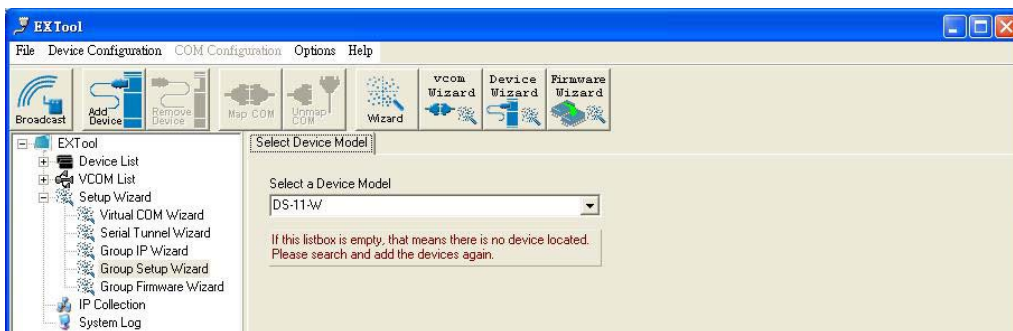 EXTool
File Device Configuration COM Configuration Options Help
Broadcast
Add Device
Remove Device
Map COM
Unmap COM
Wizard
vcom Wizard
Device Wizard
Firmware Wizard
EXTool
Device List
VCOM List
Setup Wizard
Virtual COM Wizard
Serial Tunnel Wizard
Group IP Wizard
Group Setup Wizard
Group Firmware Wizard
IP Collection
System Log
Select Device Model
Select a Device Model
DS-11-W
If this listbox is empty, that means there is no device located.
Please search and add the devices again.